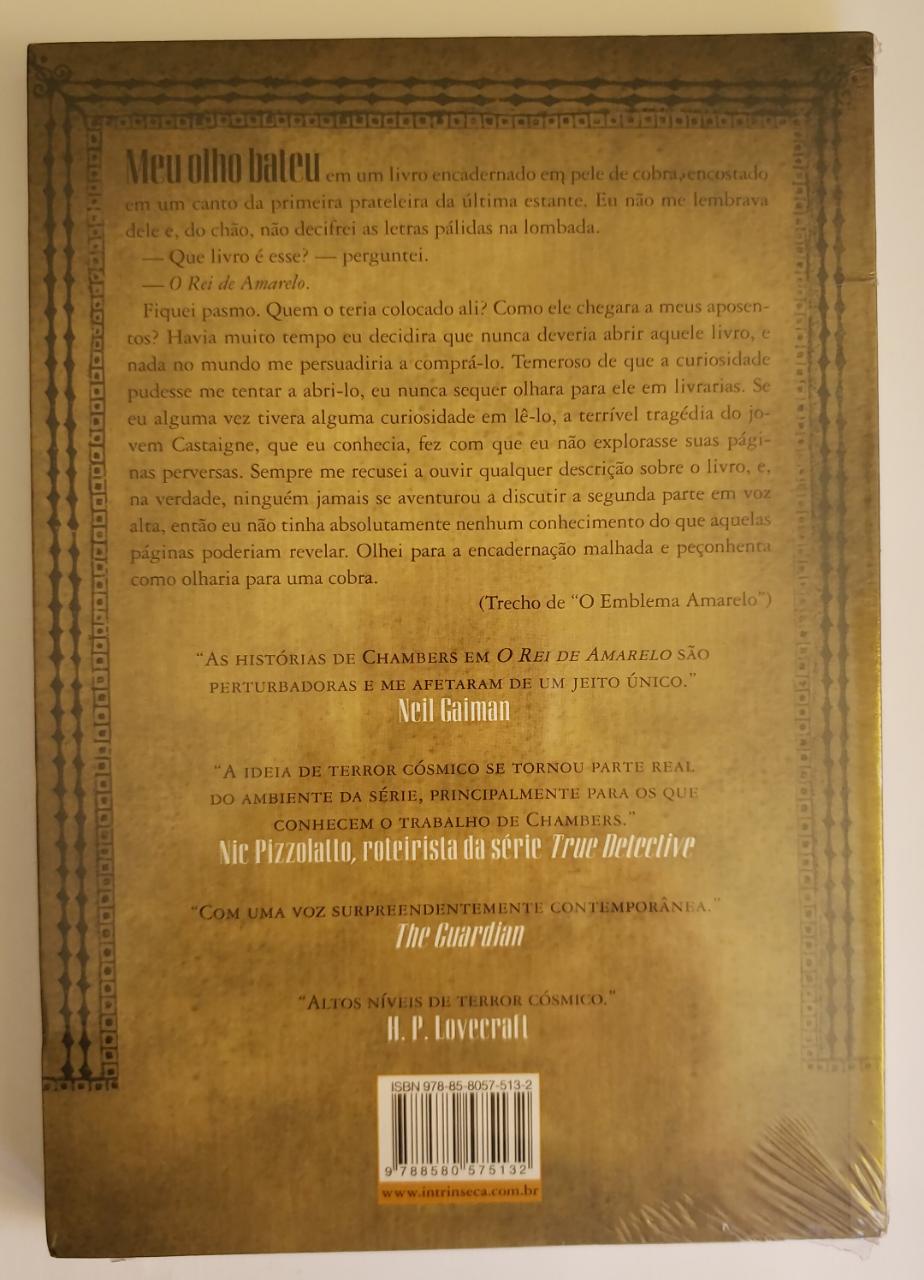 Meu olho bateu em um livro encadernado em pele de cobra, encostado
em um canto da primeira prateleira da última estante. Eu não me lembrava
dele e, do chão, não decifrei as letras pálidas na lombada.
— Que livro é esse? — perguntei.
— O Rei de Amarelo.
Fiquei pasmo. Quem o teria colocado ali? Como ele chegara a meus aposen-
tos? Havia muito tempo eu decidira que nunca deveria abrir aquele livro, e
nada no mundo me persuadiria a comprá-lo. Temeroso de que a curiosidade
pudesse me tentar a abri-lo, eu nunca sequer olhara para ele em livrarias. Se
eu alguma vez tivera alguma curiosidade em lê-lo, a terrível tragédia do jo-
vem Castaigne, que eu conhecia, fez com que eu não explorasse suas pági-
nas perversas. Sempre me recusei a ouvir qualquer descrição sobre o livro, e,
na verdade, ninguém jamais se aventurou a discutir a segunda parte em voz
alta, então eu não tinha absolutamente nenhum conhecimento do que aquelas
páginas poderiam revelar. Olhei para a encadernação malhada e peçonhenta
como olharia para uma cobra.
(Trecho de “O Emblema Amarelo”)
“As histórias de Chambers em O Rei de Amarelo são
perturbadoras e me afetaram de um jeito único.”
Neil Gaiman
“A ideia de terror cósmico se tornou parte real
do ambiente da série, principalmente para os que
conhecem o trabalho de Chambers.”
Nic Pizzolatto, roteirista da série True Detective
“Com uma voz surpreendentemente contemporânea.”
The Guardian
“Altos níveis de terror cósmico.”
H. P. Lovecraft
ISBN 978-85-8057-513-2
9 788580 575132
www.intrinseca.com.br